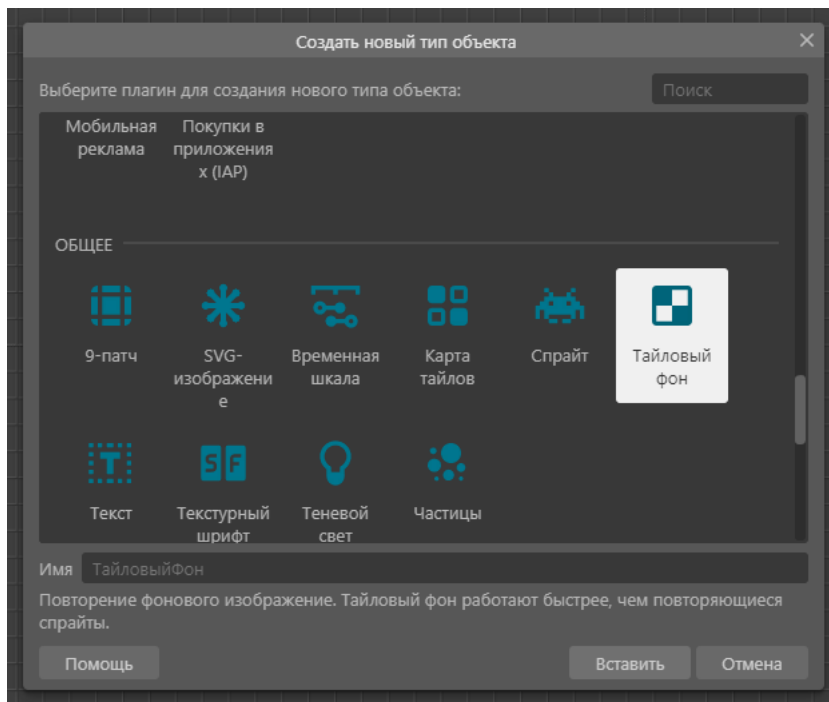 Создать новый тип объекта
Выберите плагин для создания нового типа объекта:
Поиск
Мобильная
реклама
Покупки в
приложения
х (IAP)
ОБЩЕЕ
9-патч
SVG-
изображени
е
Временная
шкала
Карта
тайлов
Спрайт
Тайловый
фон
Текст
Текстурный
шрифт
Теневой
свет
Частицы
Имя
ТайловыйФон
Повторение фонового изображение. Тайловый фон работают быстрее, чем повторяющиеся
спрайты.
Помощь
Вставить
Отмена